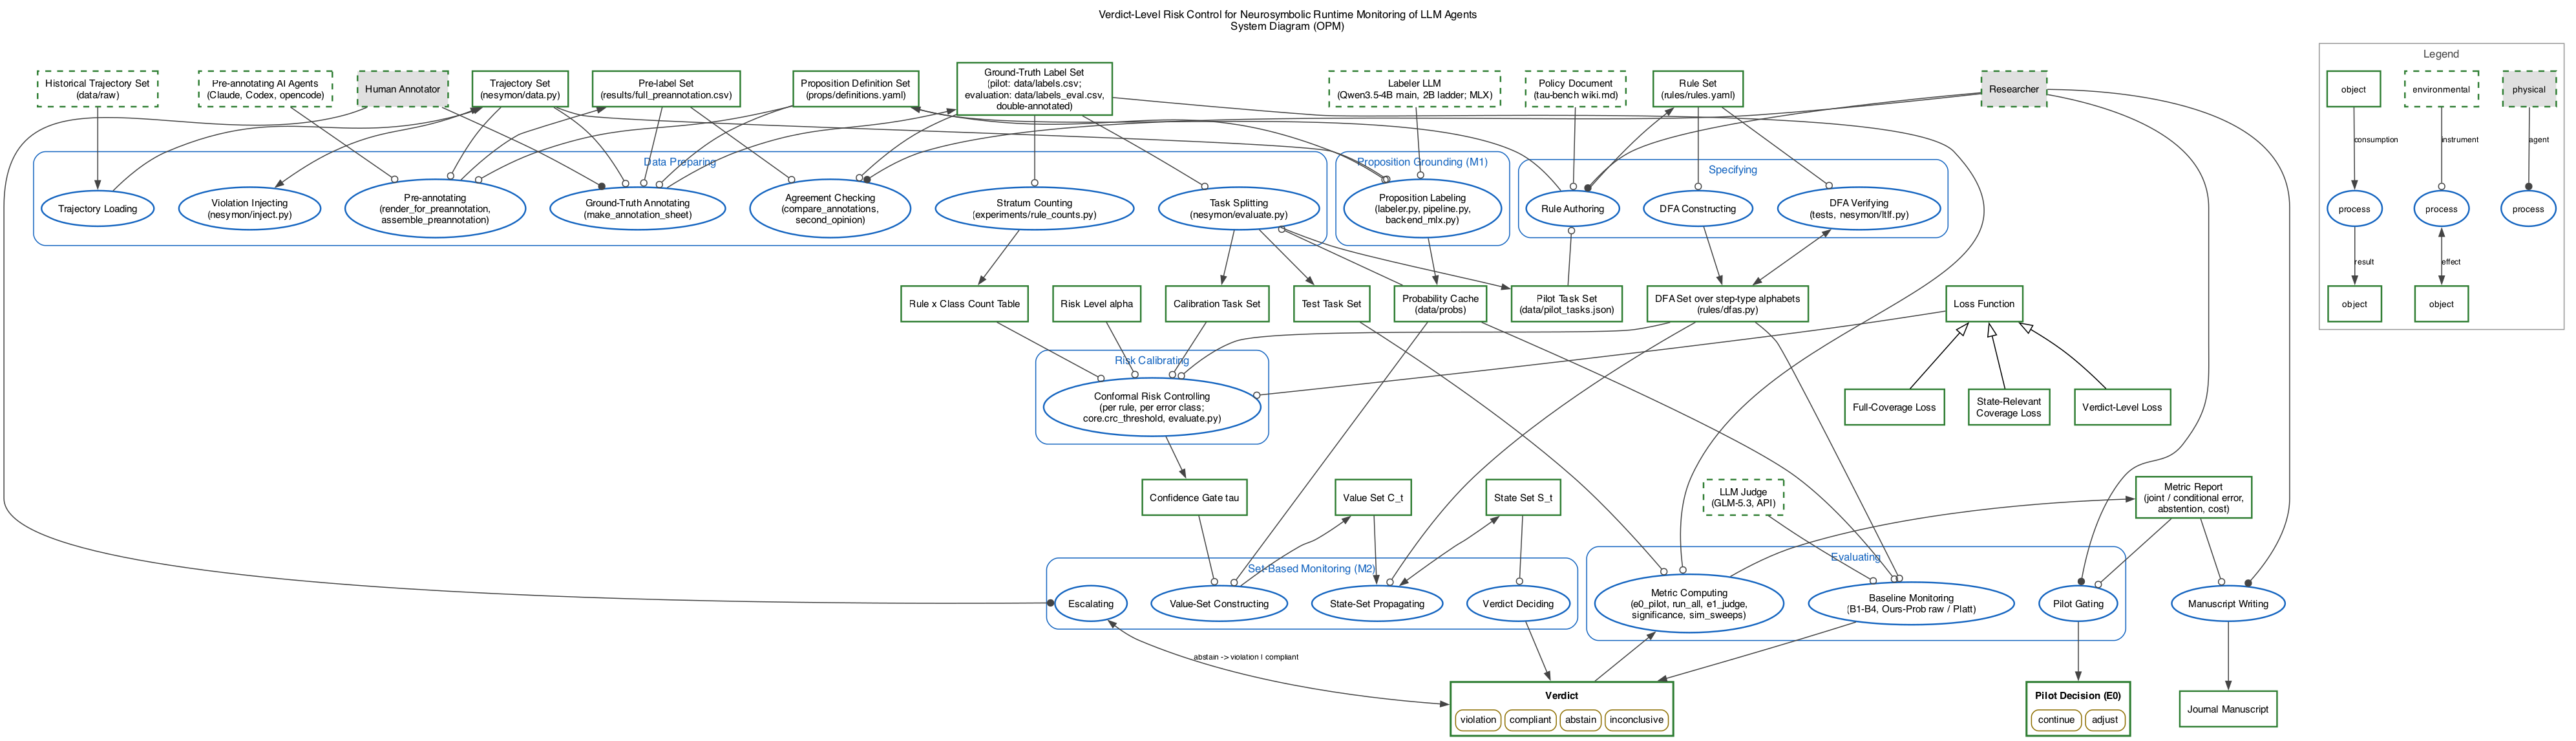 Verdict-Level Risk Control for Neurosymbolic Runtime Monitoring of LLM Agents
System Diagram (OPM)
Legend
Historical Trajectory Set
(data/raw)
Pre-annotating AI Agents
(Claude, Codex, opencode)
Human Annotator
Trajectory Set
(nesymon/data.py)
Pre-label Set
(results/full_preannotation.csv)
Proposition Definition Set
(props/definitions.yaml)
Ground-Truth Label Set
(pilot: data/labels.csv;
evaluation: data/labels_eval.csv,
double-annotated)
Labeler LLM
(Qwen3.5-4B main, 2B ladder; MLX)
Policy Document
(tau-bench wiki.md)
Rule Set
(rules/rules.yaml)
Researcher
object
environmental
physical
consumption
instrument
agent
Data Preparing
Proposition Grounding (M1)
Specifying
Trajectory Loading
Violation Injecting
(nesymon/inject.py)
Pre-annotating
(render_for_preannotation,
assemble_preannotation)
Ground-Truth Annotating
(make_annotation_sheet)
Agreement Checking
(compare_annotations,
second_opinion)
Stratum Counting
(experiments/rule_counts.py)
Task Splitting
(nesymon/evaluate.py)
Proposition Labeling
(labeler.py, pipeline.py,
backend_mlx.py)
Rule Authoring
DFA Constructing
DFA Verifying
(tests, nesymon/ltlf.py)
process
process
process
result
effect
Rule x Class Count Table
Risk Level alpha
Calibration Task Set
Test Task Set
Probability Cache
(data/probs)
Pilot Task Set
(data/pilot_tasks.json)
DFA Set over step-type alphabets
(rules/dfas.py)
Loss Function
object
object
Risk Calibrating
Conformal Risk Controlling
(per rule, per error class;
core.crc_threshold, evaluate.py)
Full-Coverage Loss
State-Relevant
Coverage Loss
Verdict-Level Loss
Confidence Gate tau
Value Set C_t
State Set S_t
LLM Judge
(GLM-5.3, API)
Metric Report
(joint / conditional error,
abstention, cost)
Set-Based Monitoring (M2)
Evaluating
Escalating
Value-Set Constructing
State-Set Propagating
Verdict Deciding
Metric Computing
(e0_pilot, run_all, e1_judge,
significance, sim_sweeps)
Baseline Monitoring
(B1-B4, Ours-Prob raw / Platt)
Pilot Gating
Manuscript Writing
abstain -> violation | compliant
Verdict
violation
compliant
abstain
inconclusive
Pilot Decision (E0)
continue
adjust
Journal Manuscript